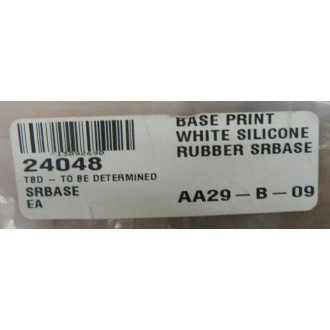 BASE PRINT
WHITE SILICONE
RUBBER SRBASE
24048
TBD - TO BE DETERMINED
SRBASE
EA
AA29-B-09